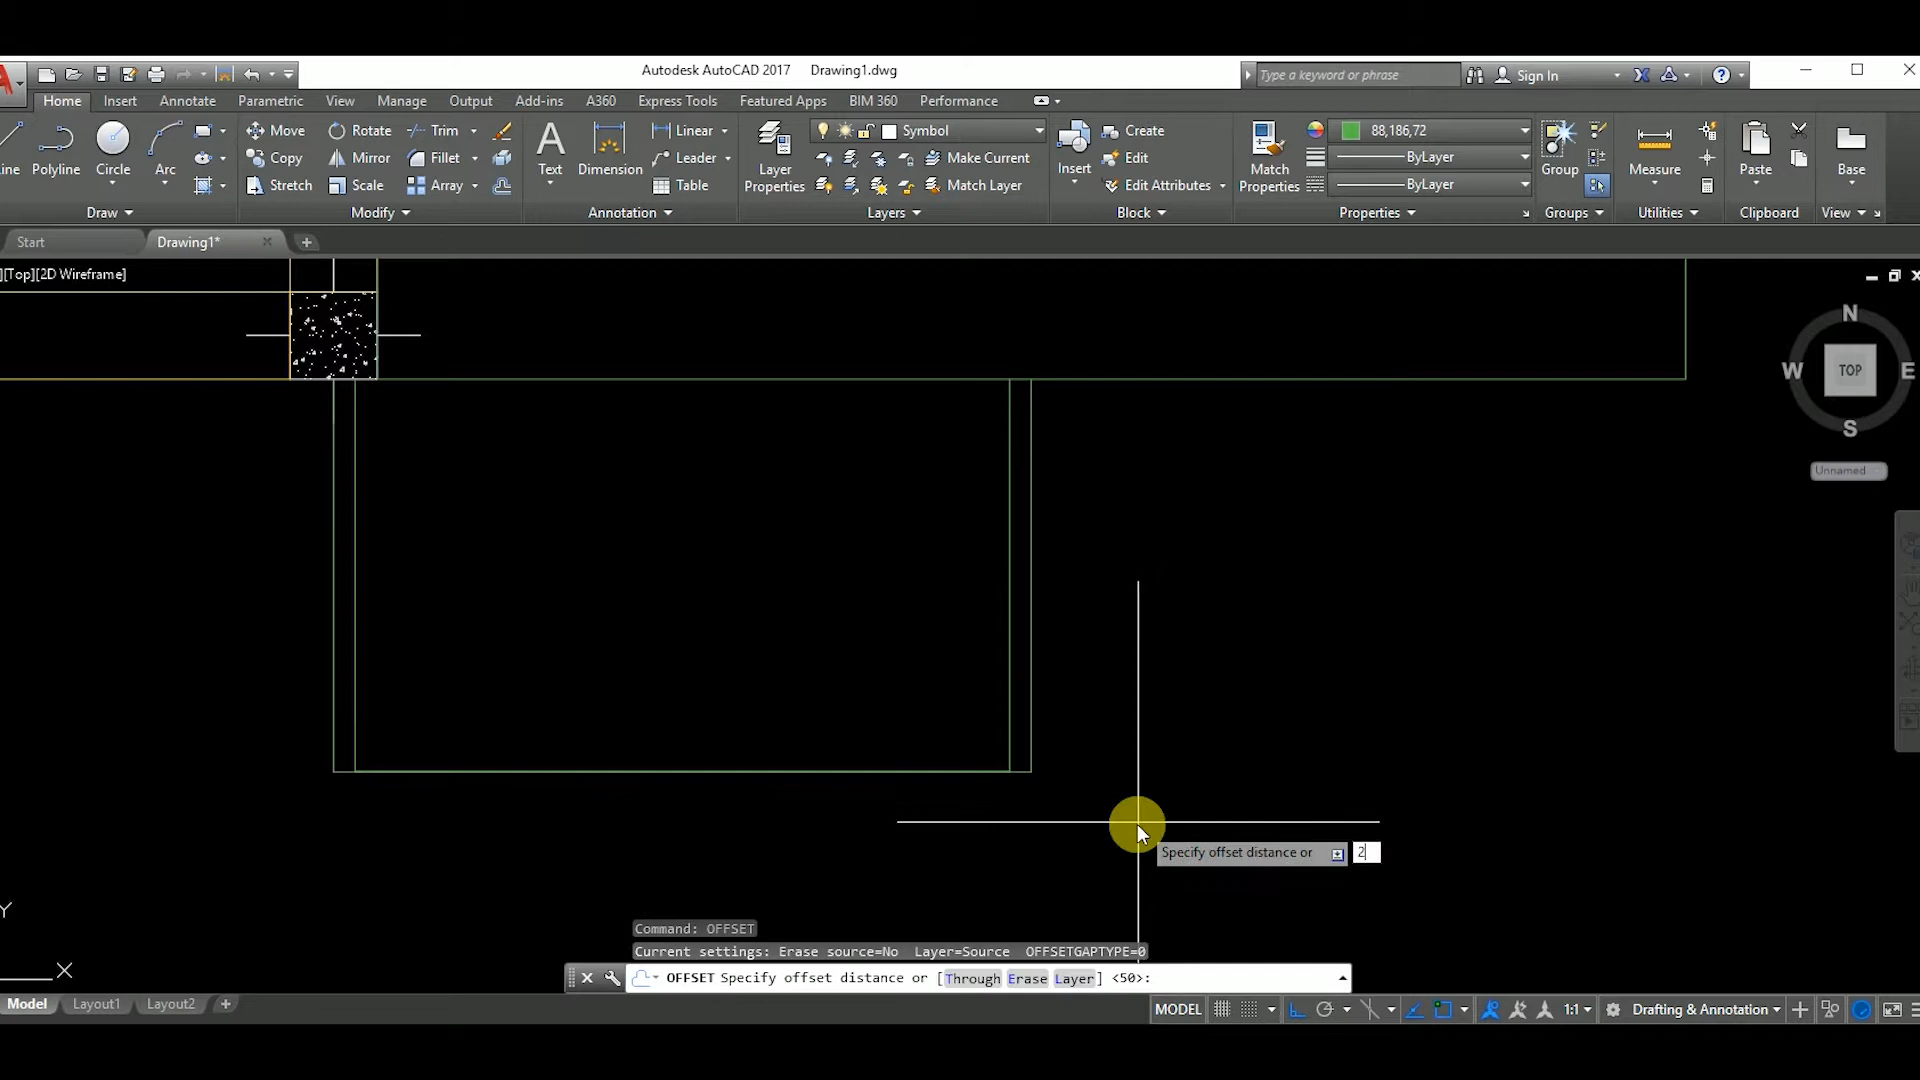 Autodesk AutoCAD 2017 Drawing1.dwg
Type a keyword or phrase
Sign In
Home Insert Annotate Parametric View Manage Output Add-ins A360 Express Tools Featured Apps BIM 360 Performance
Move Rotate Trim
Symbol
Create
88,186,72
Linear
Line Polyline Circle Arc
Copy Mirror Fillet
Text Dimension
Leader
Layer Properties
Make Current
Insert
Edit
Match Properties
ByLayer
Group
Measure
Paste
Base
Stretch Scale Array
Table
Match Layer
Edit Attributes
ByLayer
Draw Modify Annotation Layers Block Properties Groups Utilities Clipboard View
Start Drawing1*
][Top][2D Wireframe]
N
W TOP E
S
Unnamed
Specify offset distance or 2
Y
X
Command: OFFSET
Current settings: Erase source=No Layer=Source OFFSETGAPTYPE=0
OFFSET Specify offset distance or [Through Erase Layer] <50>:
Model Layout1 Layout2
MODEL 1:1 Drafting & Annotation